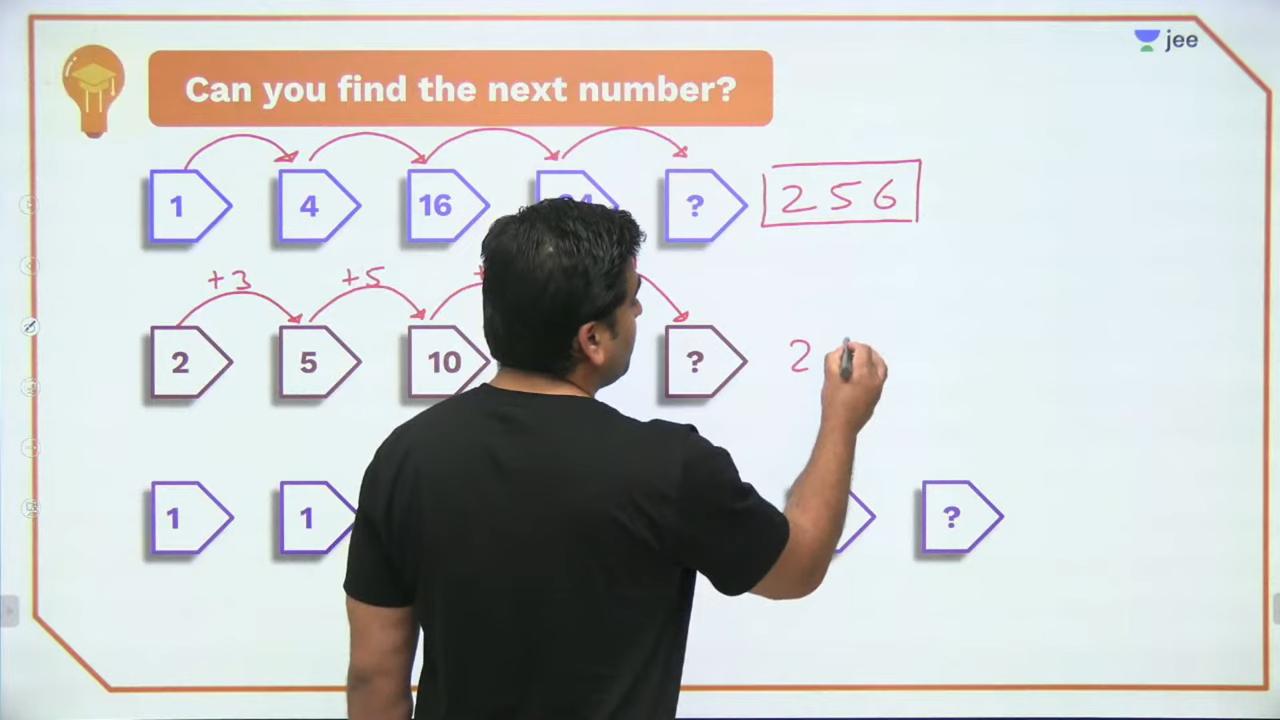 jee
Can you find the next number?
1 4 16 ? 256
+3 +5
2 5 10 ? 2
1 1 ?